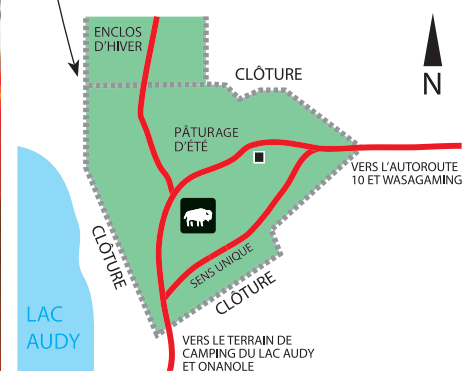 ENCLOS
D'HIVER
CLÔTURE
N
PÂTURAGE
D'ÉTÉ
VERS L'AUTOROUTE
10 ET WASAGAMING
CLÔTURE
SENS UNIQUE
CLÔTURE
LAC
AUDY
VERS LE TERRAIN DE
CAMPING DU LAC AUDY
ET ONANOLE